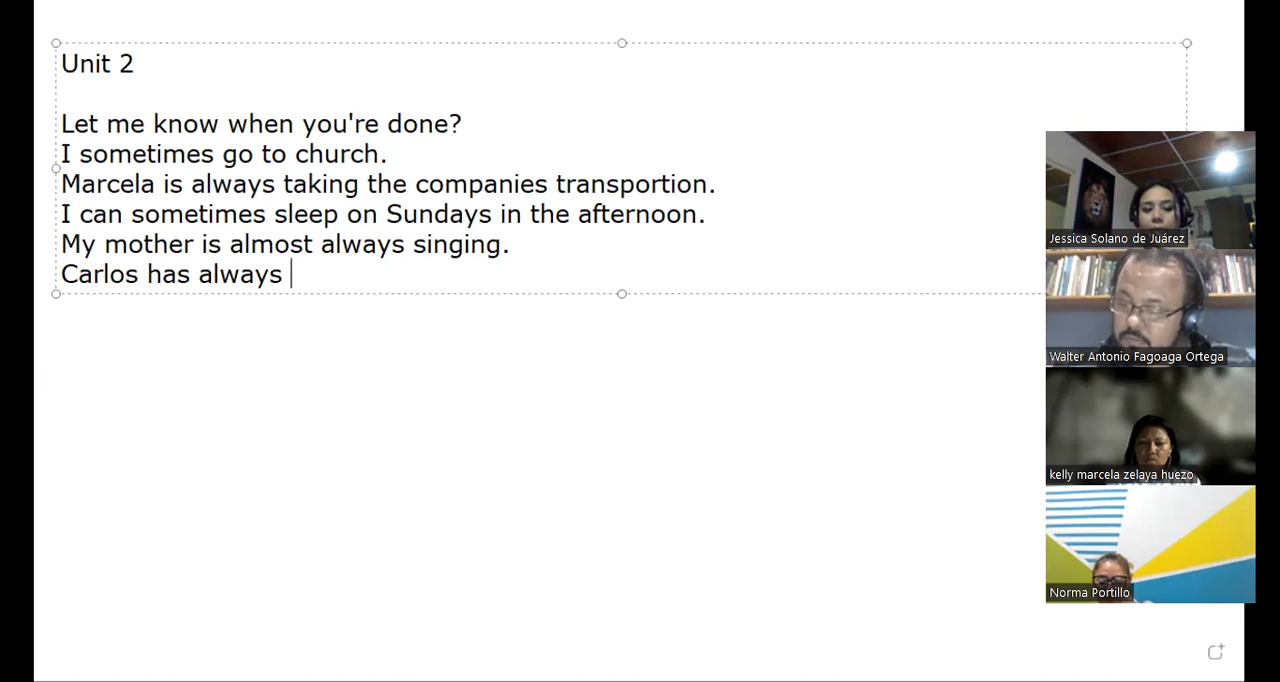 Unit 2
Let me know when you're done?
I sometimes go to church.
Marcela is always taking the companies transportion.
I can sometimes sleep on Sundays in the afternoon.
My mother is almost always singing.
Carlos has always
Jessica Solano de Juárez
Walter Antonio Fagoaga Ortega
kelly marcela zelaya huezo
Norma Portillo